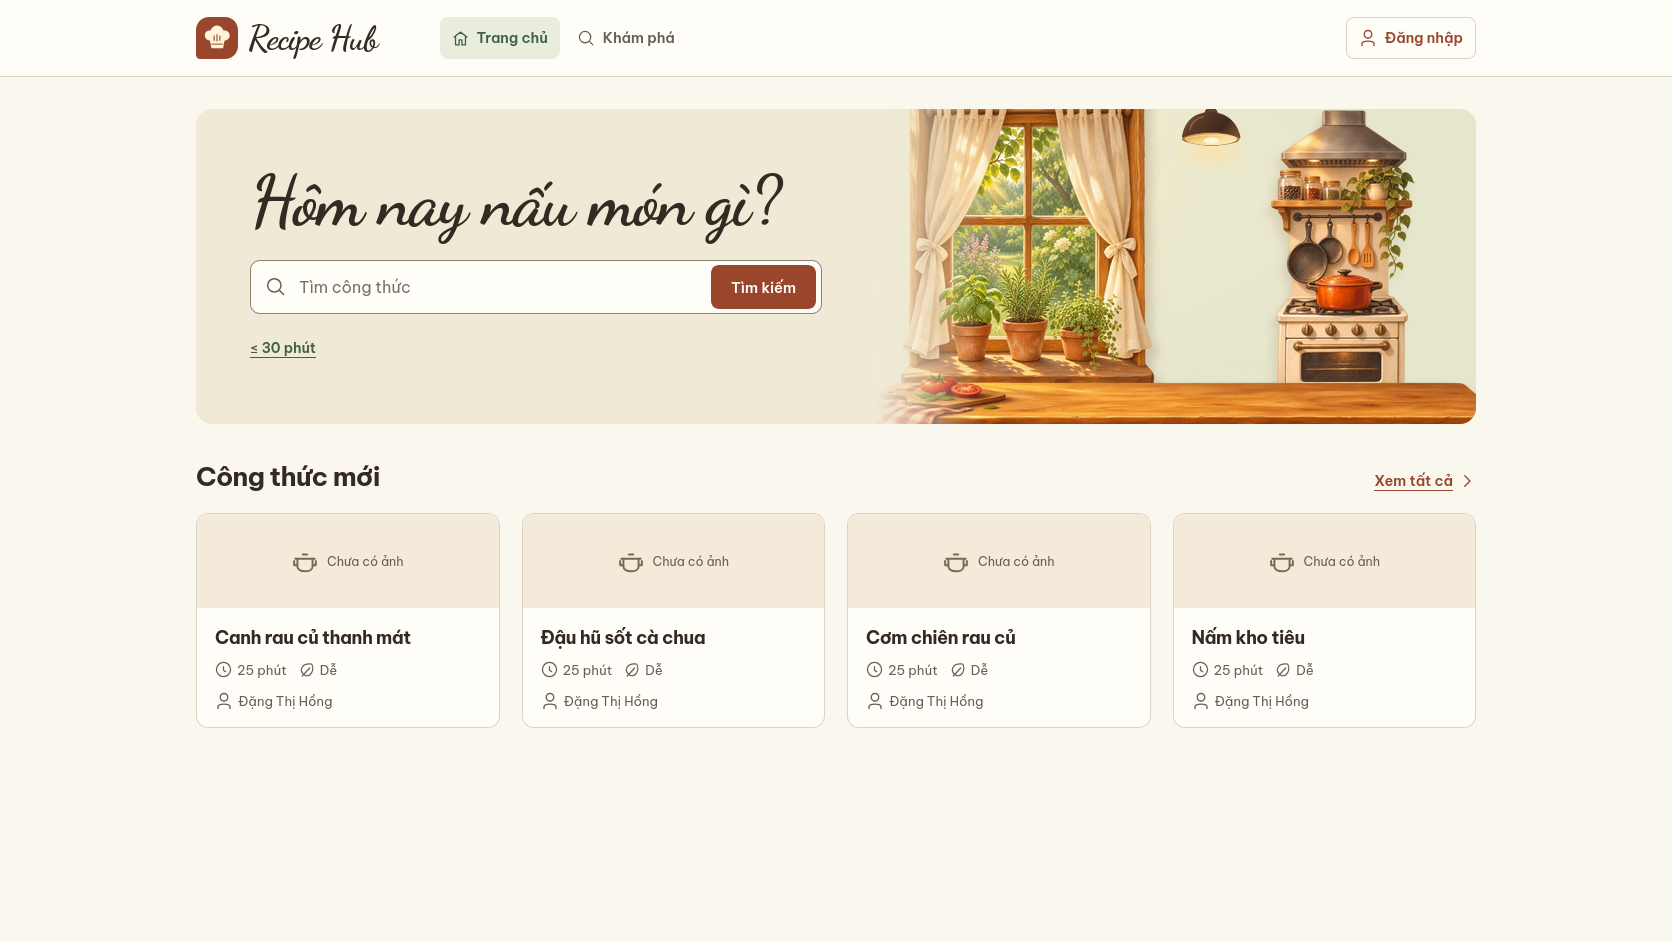 Recipe Hub
Trang chủ
Khám phá
Đăng nhập
Hôm nay nấu món gì?
Tìm công thức
Tìm kiếm
≤ 30 phút
Công thức mới
Xem tất cả
Chưa có ảnh
Chưa có ảnh
Chưa có ảnh
Chưa có ảnh
Canh rau củ thanh mát
25 phút
Dễ
Đặng Thị Hồng
Đậu hũ sốt cà chua
25 phút
Dễ
Đặng Thị Hồng
Cơm chiên rau củ
25 phút
Dễ
Đặng Thị Hồng
Nấm kho tiêu
25 phút
Dễ
Đặng Thị Hồng